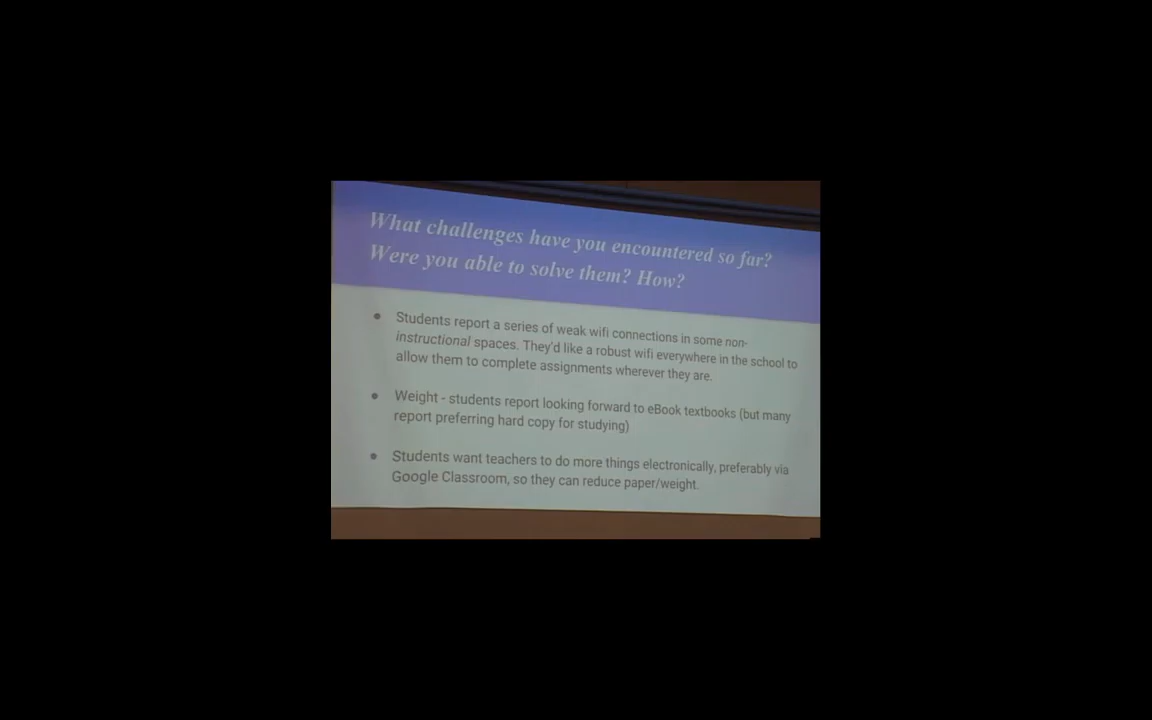 What challenges have you encountered so far?
Were you able to solve them? How?
● Students report a series of weak wifi connections in some non-
instructional spaces. They'd like a robust wifi everywhere in the school to
allow them to complete assignments wherever they are.
● Weight - students report looking forward to eBook textbooks (but many
report preferring hard copy for studying)
● Students want teachers to do more things electronically, preferably via
Google Classroom, so they can reduce paper/weight.